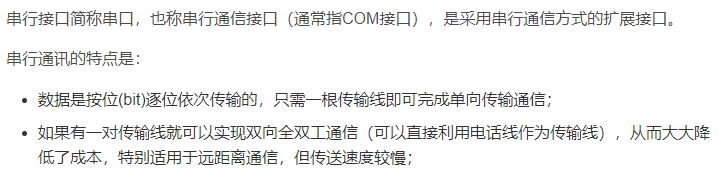 串行接口简称串口，也称串行通信接口（通常指COM接口），是采用串行通信方式的扩展接口。
串行通讯的特点是：
• 数据是按位(bit)逐位依次传输的，只需一根传输线即可完成单向传输通信；
• 如果有一对传输线就可以实现双向全双工通信（可以直接利用电话线作为传输线），从而大大降
低了成本，特别适用于远距离通信，但传送速度较慢；